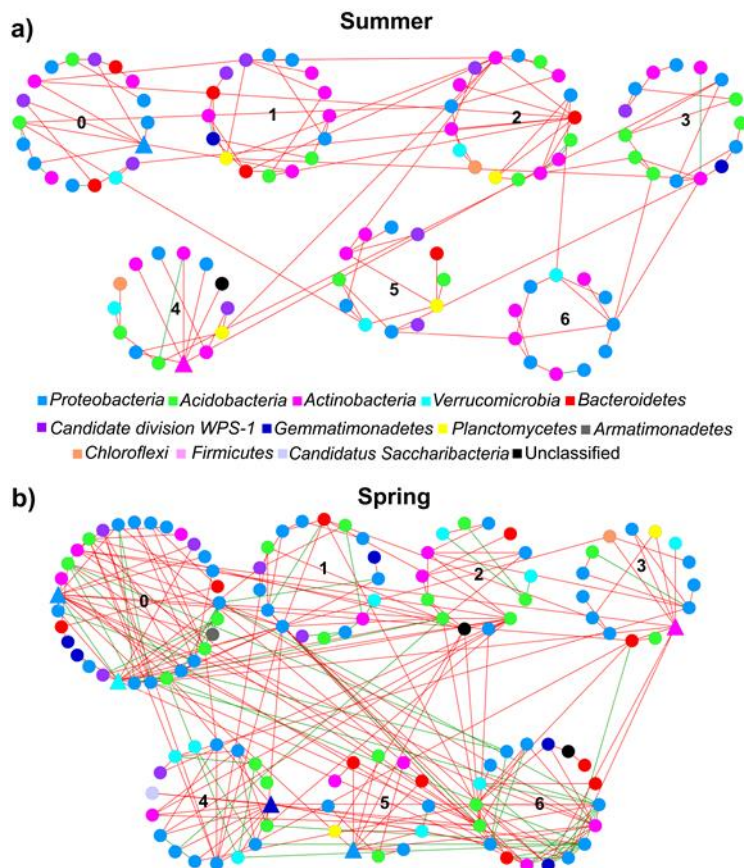 a)
Summer
0
1
2
3
4
5
6
Proteobacteria Acidobacteria Actinobacteria Verrucomicrobia Bacteroidetes
Candidate division WPS-1 Gemmatimonadetes Planctomycetes Armatimonadetes
Chloroflexi Firmicutes Candidatus Saccharibacteria Unclassified
b)
Spring
0
1
2
3
4
5
6